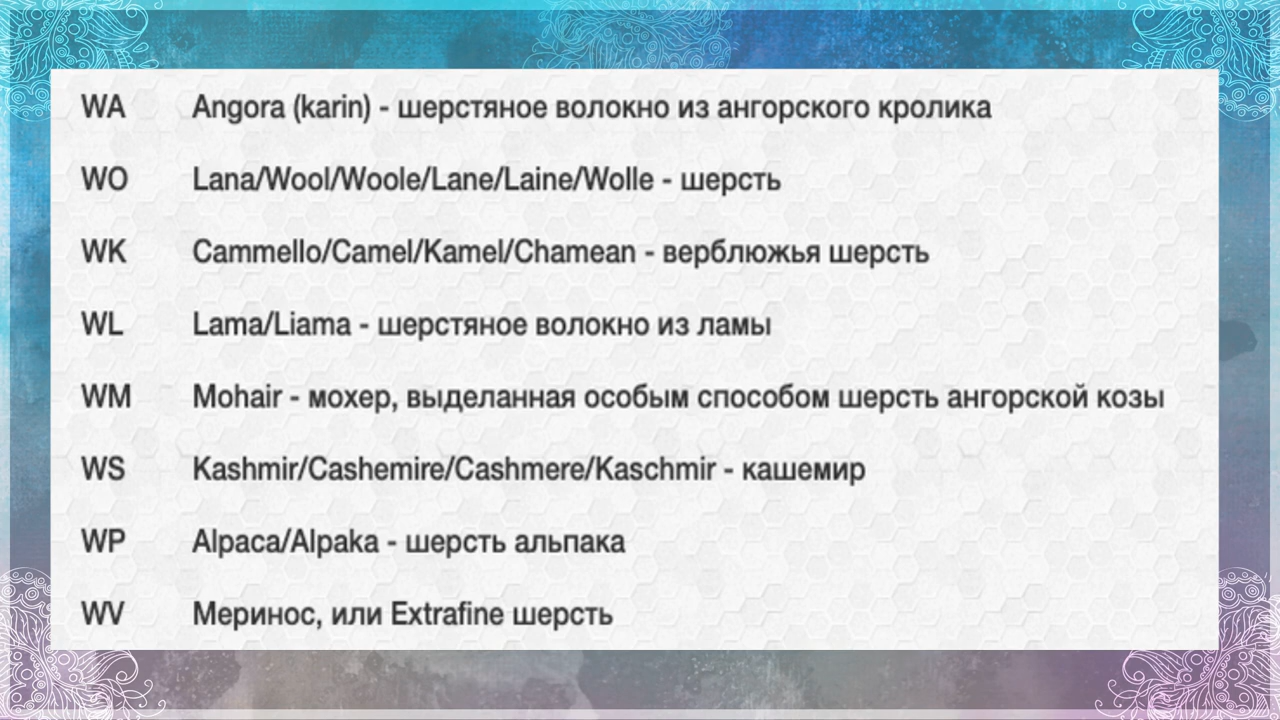 WA Angora (karin) - шерстяное волокно из ангорского кролика
WO Lana/Wool/Woole/Lane/Laine/Wolle - шерсть
WK Cammello/Camel/Kamel/Chamean - верблюжья шерсть
WL Lama/Liama - шерстяное волокно из ламы
WM Mohair - мохер, выделанная особым способом шерсть ангорской козы
WS Kashmir/Cashemire/Cashmere/Kaschmir - кашемир
WP Alpaca/Alpaka - шерсть альпака
WV Меринос, или Extrafine шерсть